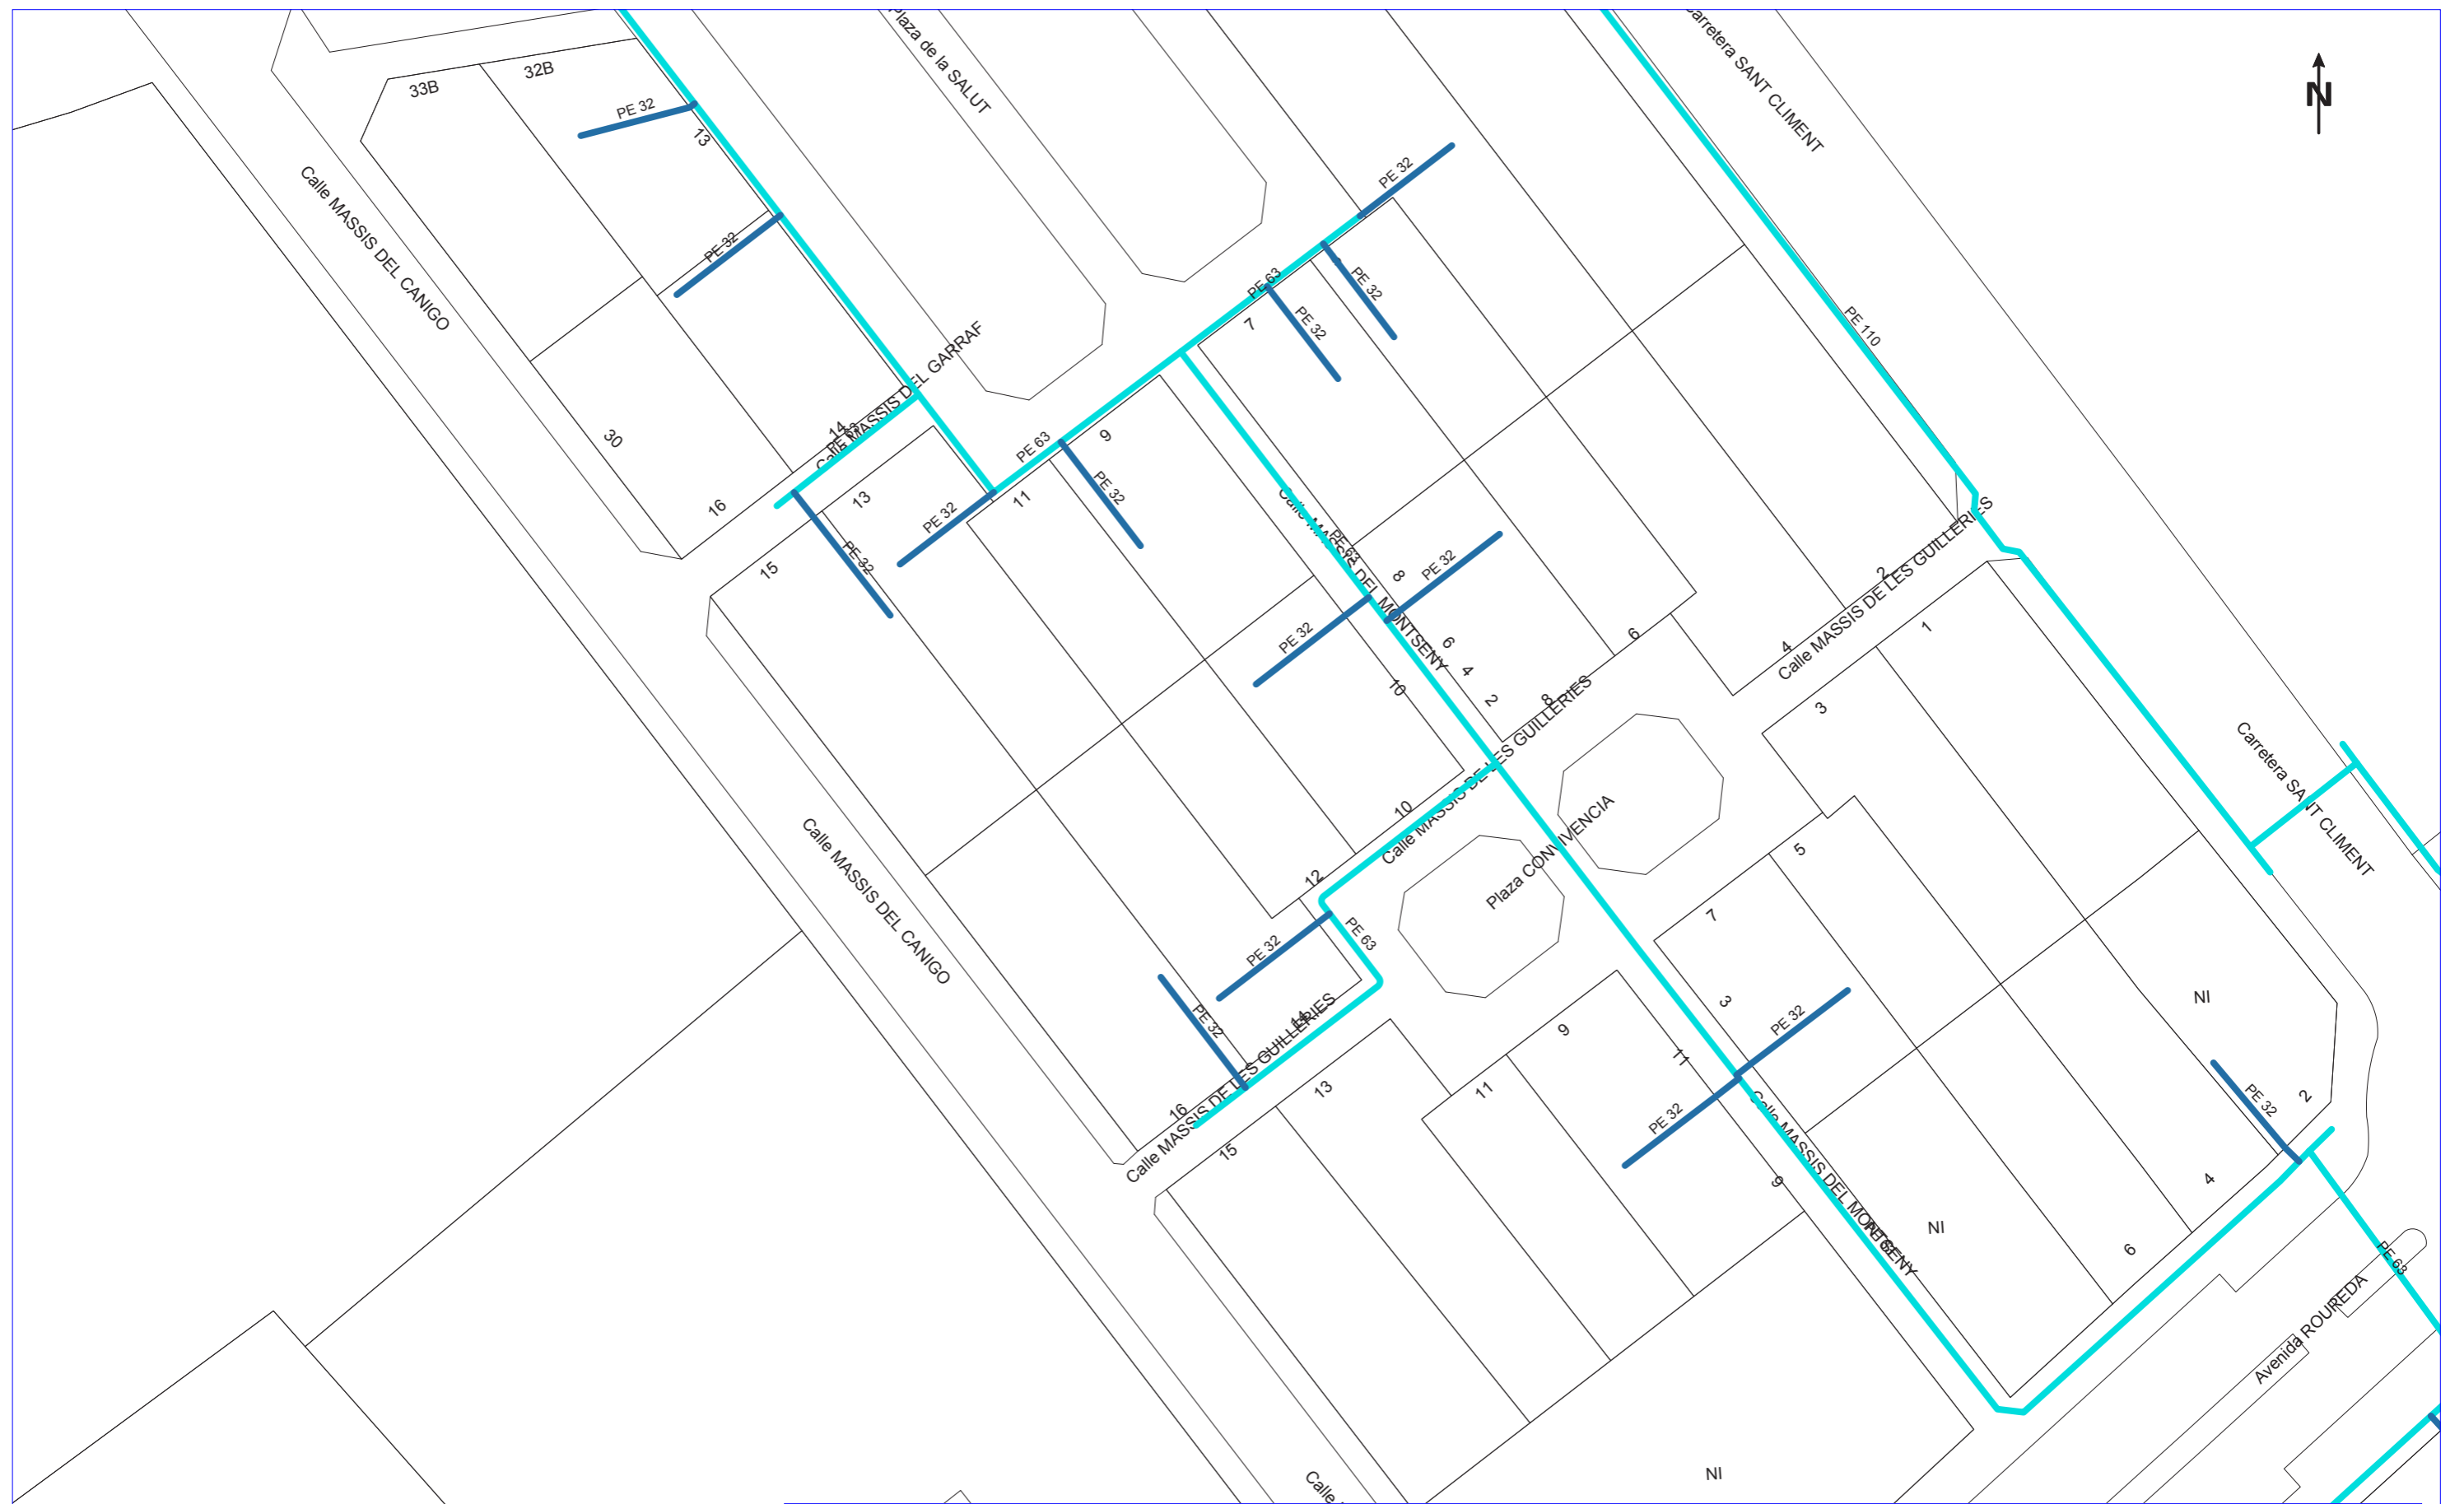 Plaza de la SALUT
Carretera SANT CLIMENT
N
33B
32B
PE 32
13
PE 32
Calle MASSIS DEL CANIGO
PE 32
PE 32
PE 63
PE 32
7
PE 32
PE 110
Calle MASSIS DEL GARRAF
14
30
16
13
15
PE 32
PE 32
PE 63
11
9
PE 32
Calle MASSIS DEL MONTSENY
PE 63
8
PE 32
PE 32
6
4
2
10
6
8
2
4
Calle MASSIS DE LES GUILLERIES
1
3
Calle MASSIS DE LES GUILLERIES
10
12
Plaza CONVIVENCIA
PE 63
PE 32
PE 32
14
16
Calle MASSIS DE LES GUILLERIES
Calle MASSIS DEL CANIGO
Carretera SANT CLIMENT
5
7
3
PE 32
PE 32
9
11
11
13
15
9
Calle MASSIS DEL MONTSENY
NI
PE 32
2
4
6
NI
PE 63
Avenida ROUREDA
NI
Calle